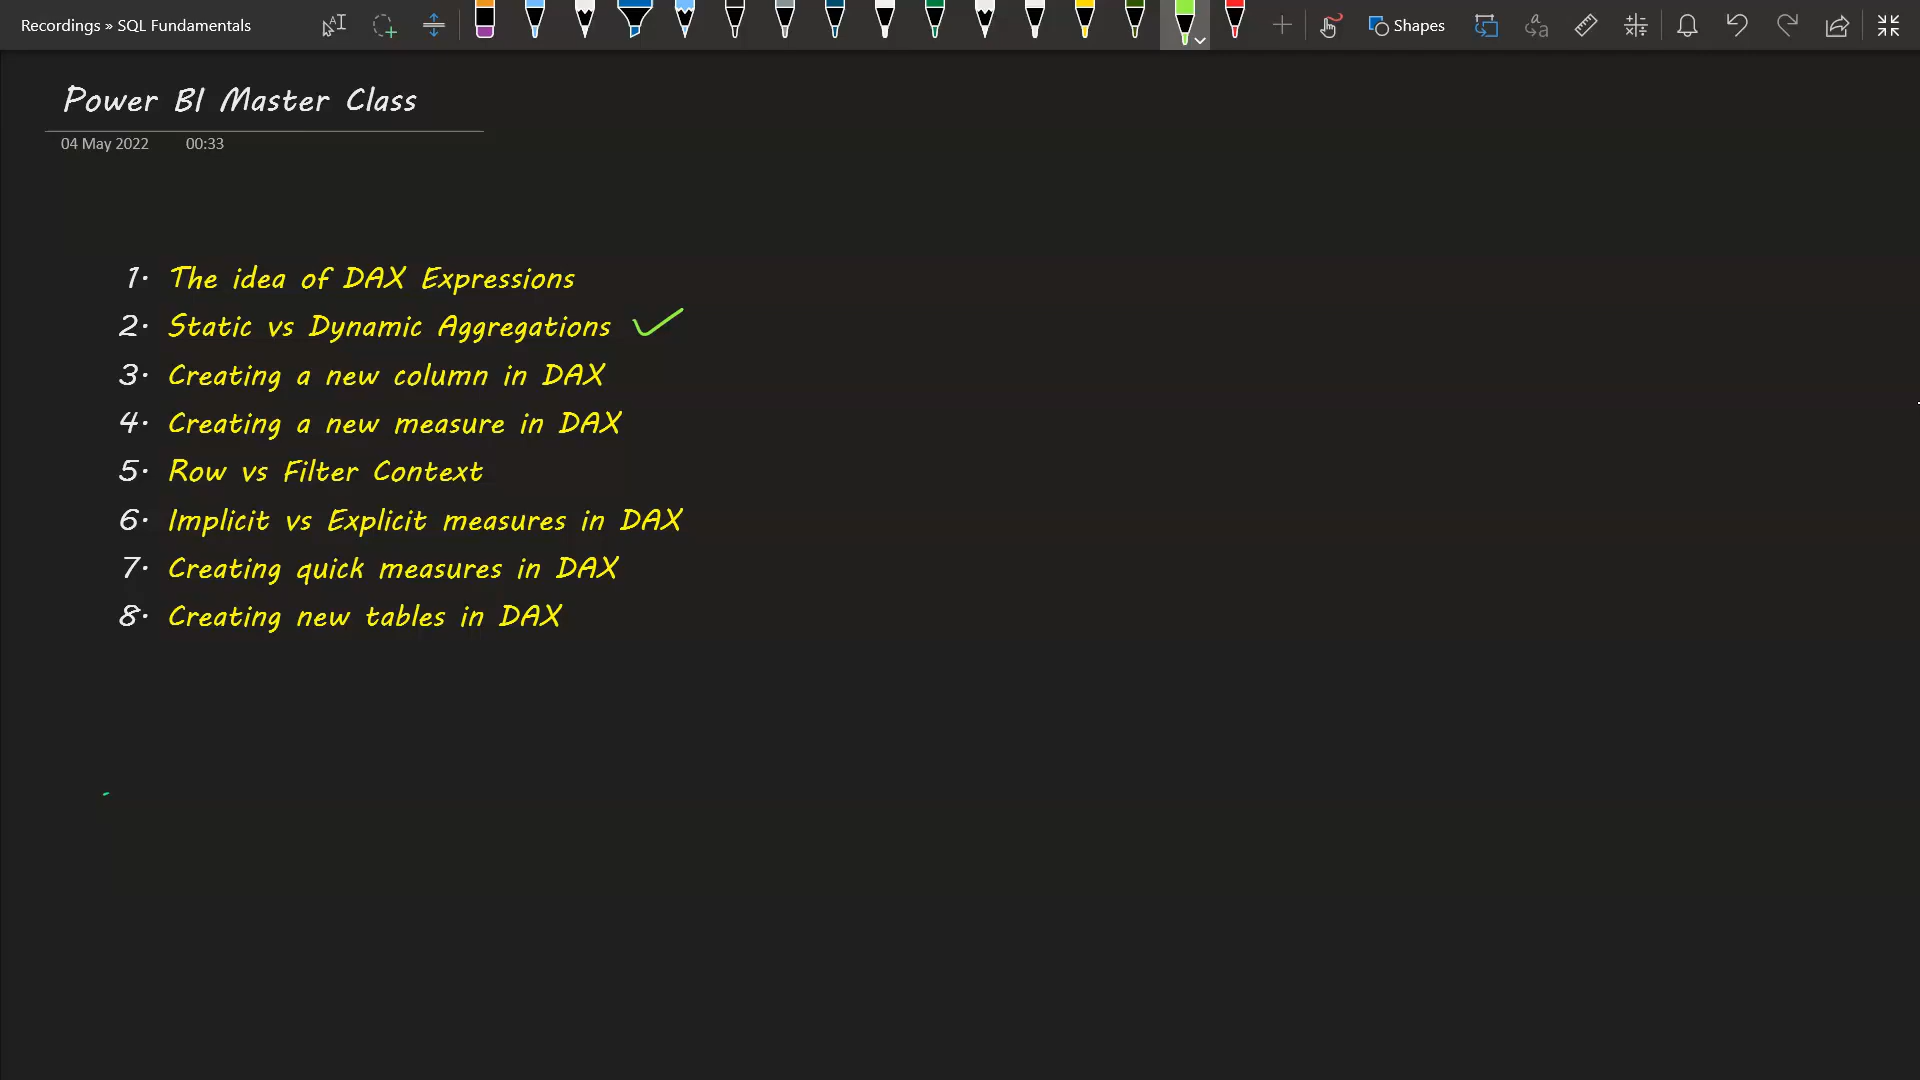 Recordings » SQL Fundamentals
Shapes
Power BI Master Class
04 May 2022 00:33
1. The idea of DAX Expressions
2. Static vs Dynamic Aggregations
3. Creating a new column in DAX
4. Creating a new measure in DAX
5. Row vs Filter Context
6. Implicit vs Explicit measures in DAX
7. Creating quick measures in DAX
8. Creating new tables in DAX